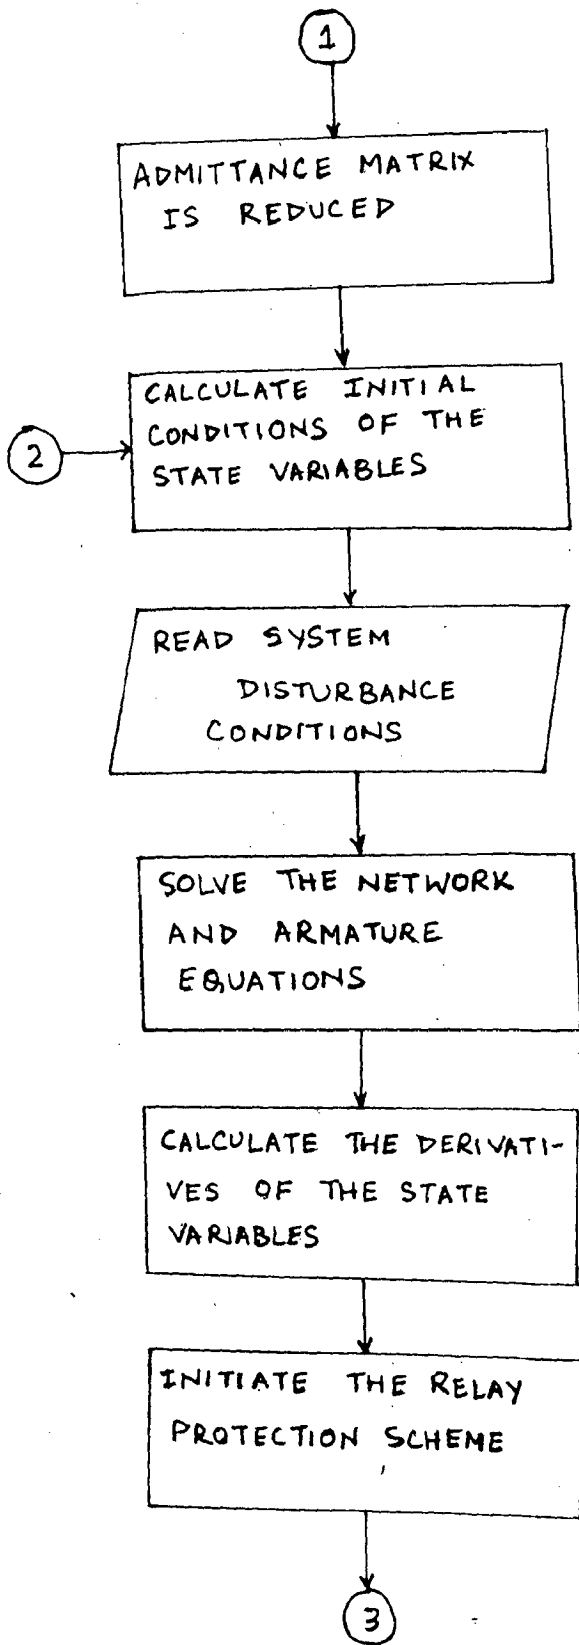 1
ADMITTANCE MATRIX
IS REDUCED
CALCULATE INITIAL
CONDITIONS OF THE
STATE VARIABLES
2
READ SYSTEM
DISTURBANCE
CONDITIONS
SOLVE THE NETWORK
AND ARMATURE
EQUATIONS
CALCULATE THE DERIVATI-
VES OF THE STATE
VARIABLES
INITIATE THE RELAY
PROTECTION SCHEME
3